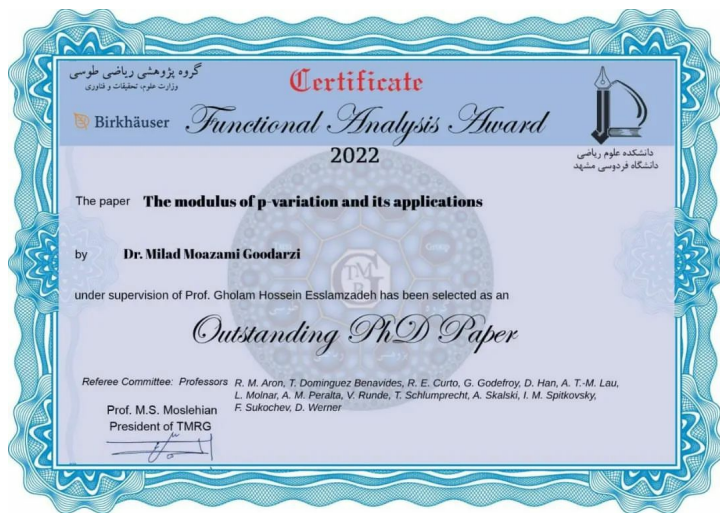 گروه پژوهشی ریاضی طوسی
وزارت علوم، تحقیقات و فناوری
Certificate
Birkhäuser
Functional Analysis Award
2022
دانشکده علوم ریاضی
دانشگاه فردوسی مشهد
The paper The modulus of p-variation and its applications
by Dr. Milad Moazami Goodarzi
under supervision of Prof. Gholam Hossein Esslamzadeh has been selected as an
Outstanding PhD Paper
Referee Committee: Professors R. M. Aron, T. Dominguez Benavides, R. E. Curto, G. Godefroy, D. Han, A. T.-M. Lau,
L. Molnar, A. M. Peralta, V. Runde, T. Schlumprecht, A. Skalski, I. M. Spitkovsky,
F. Sukochev, D. Werner
Prof. M.S. Moslehian
President of TMRG